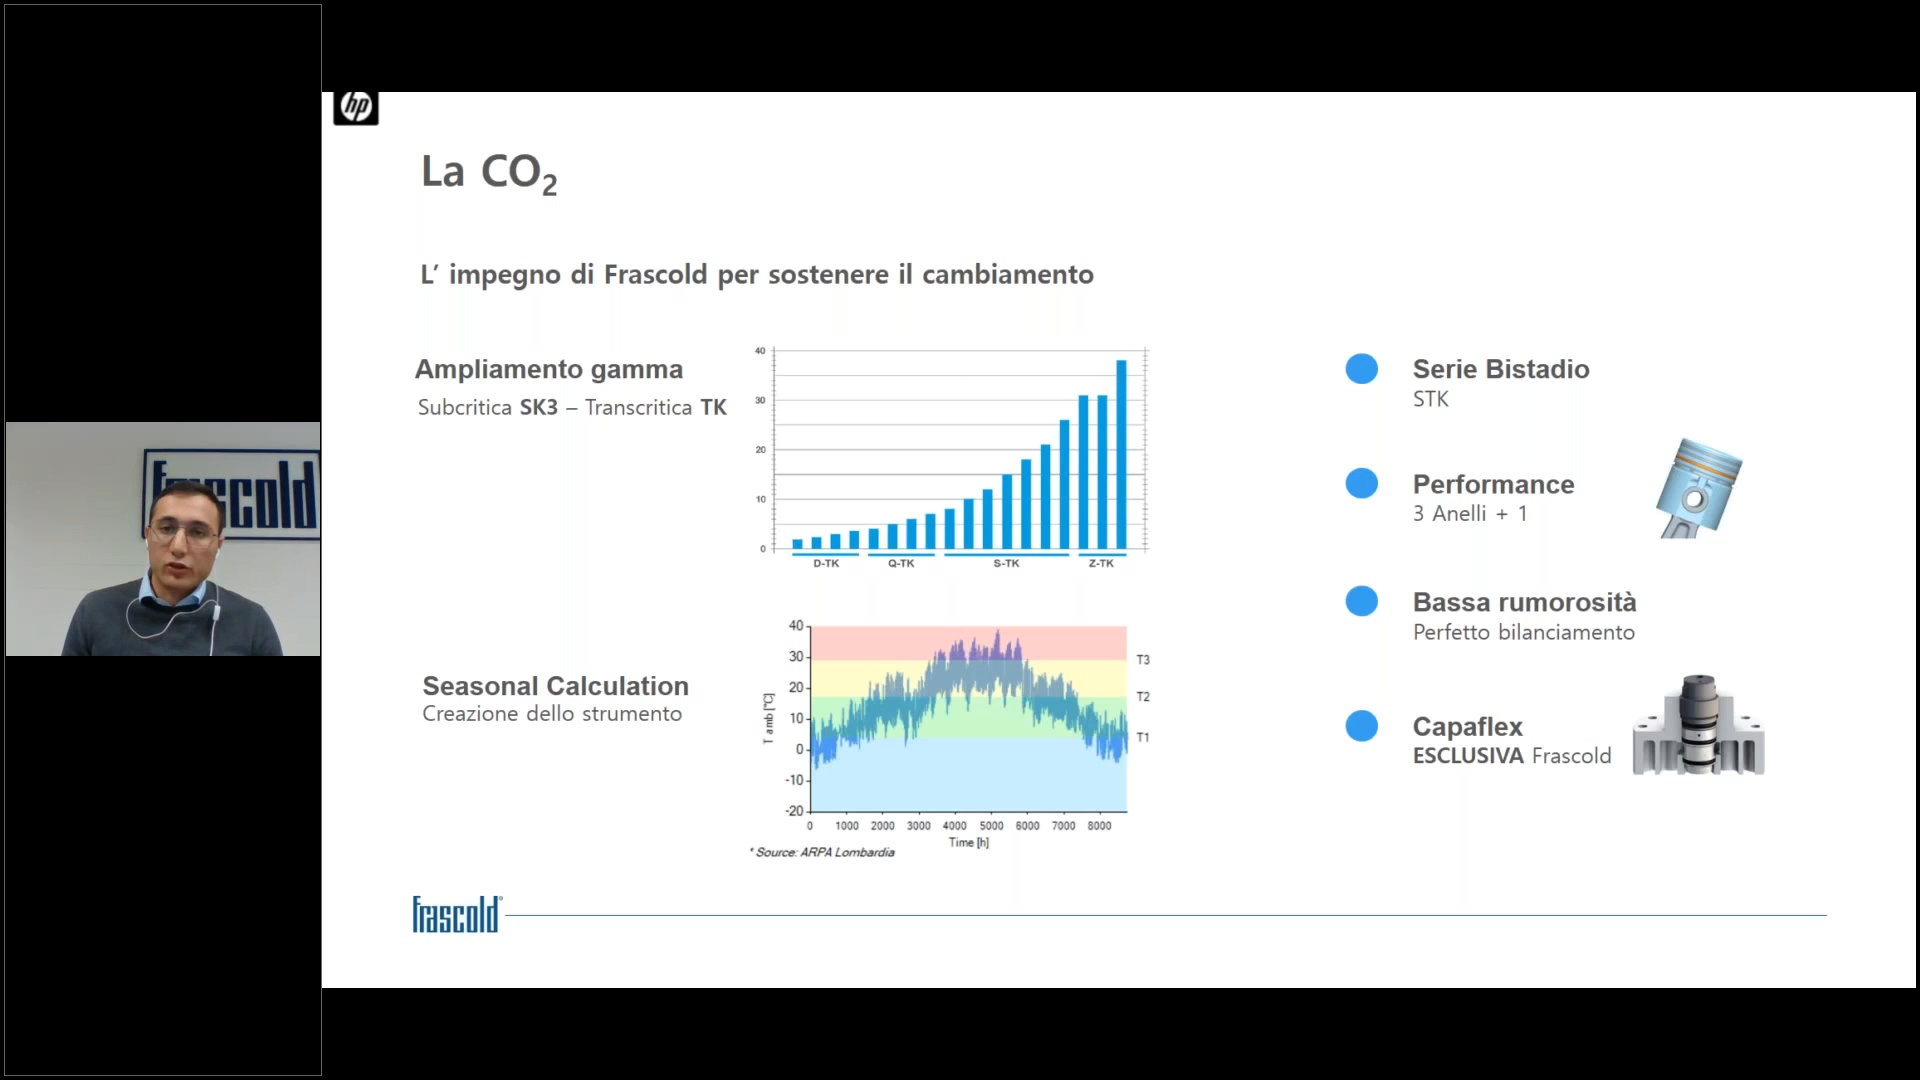 hp
La CO2
L' impegno di Frascold per sostenere il cambiamento
Ampliamento gamma
Subcritica SK3 – Transcritica TK
40
30
20
10
0
D-TK Q-TK S-TK Z-TK
Serie Bistadio
STK
Performance
3 Anelli + 1
Bassa rumorosità
Perfetto bilanciamento
Capaflex
ESCLUSIVA Frascold
Seasonal Calculation
Creazione dello strumento
40
30
20
10
0
-10
-20
T amb [°C]
T3
T2
T1
0 1000 2000 3000 4000 5000 6000 7000 8000
Time [h]
* Source: ARPA Lombardia
frascold
frascold